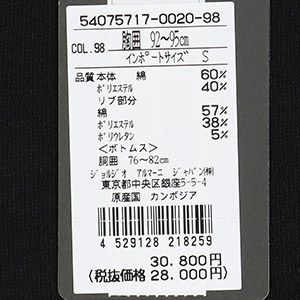 54075717-0020-98
COL.98 胸囲 92～95cm
インポートサイズ S
品質 本体 綿 60%
ポリエステル 40%
リブ部分
綿 57%
ポリエステル 38%
ポリウレタン 5%
<ボトムス>
胴囲 76～82cm
ジョルジオ アルマーニ ジャパン(株)
東京都中央区銀座5-5-4
原産国 カンボジア
4 529128 218259
30.800円
(税抜価格 28.000円)